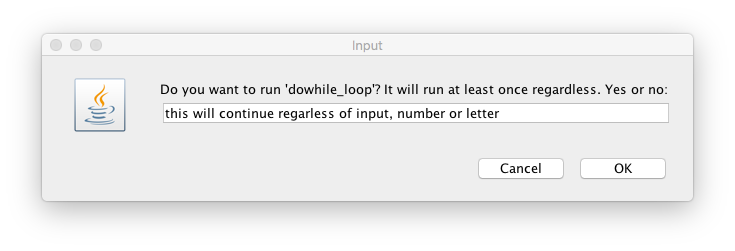 Input
Do you want to run 'dowhile_loop'? It will run at least once regardless. Yes or no:
this will continue regarless of input, number or letter
Cancel OK